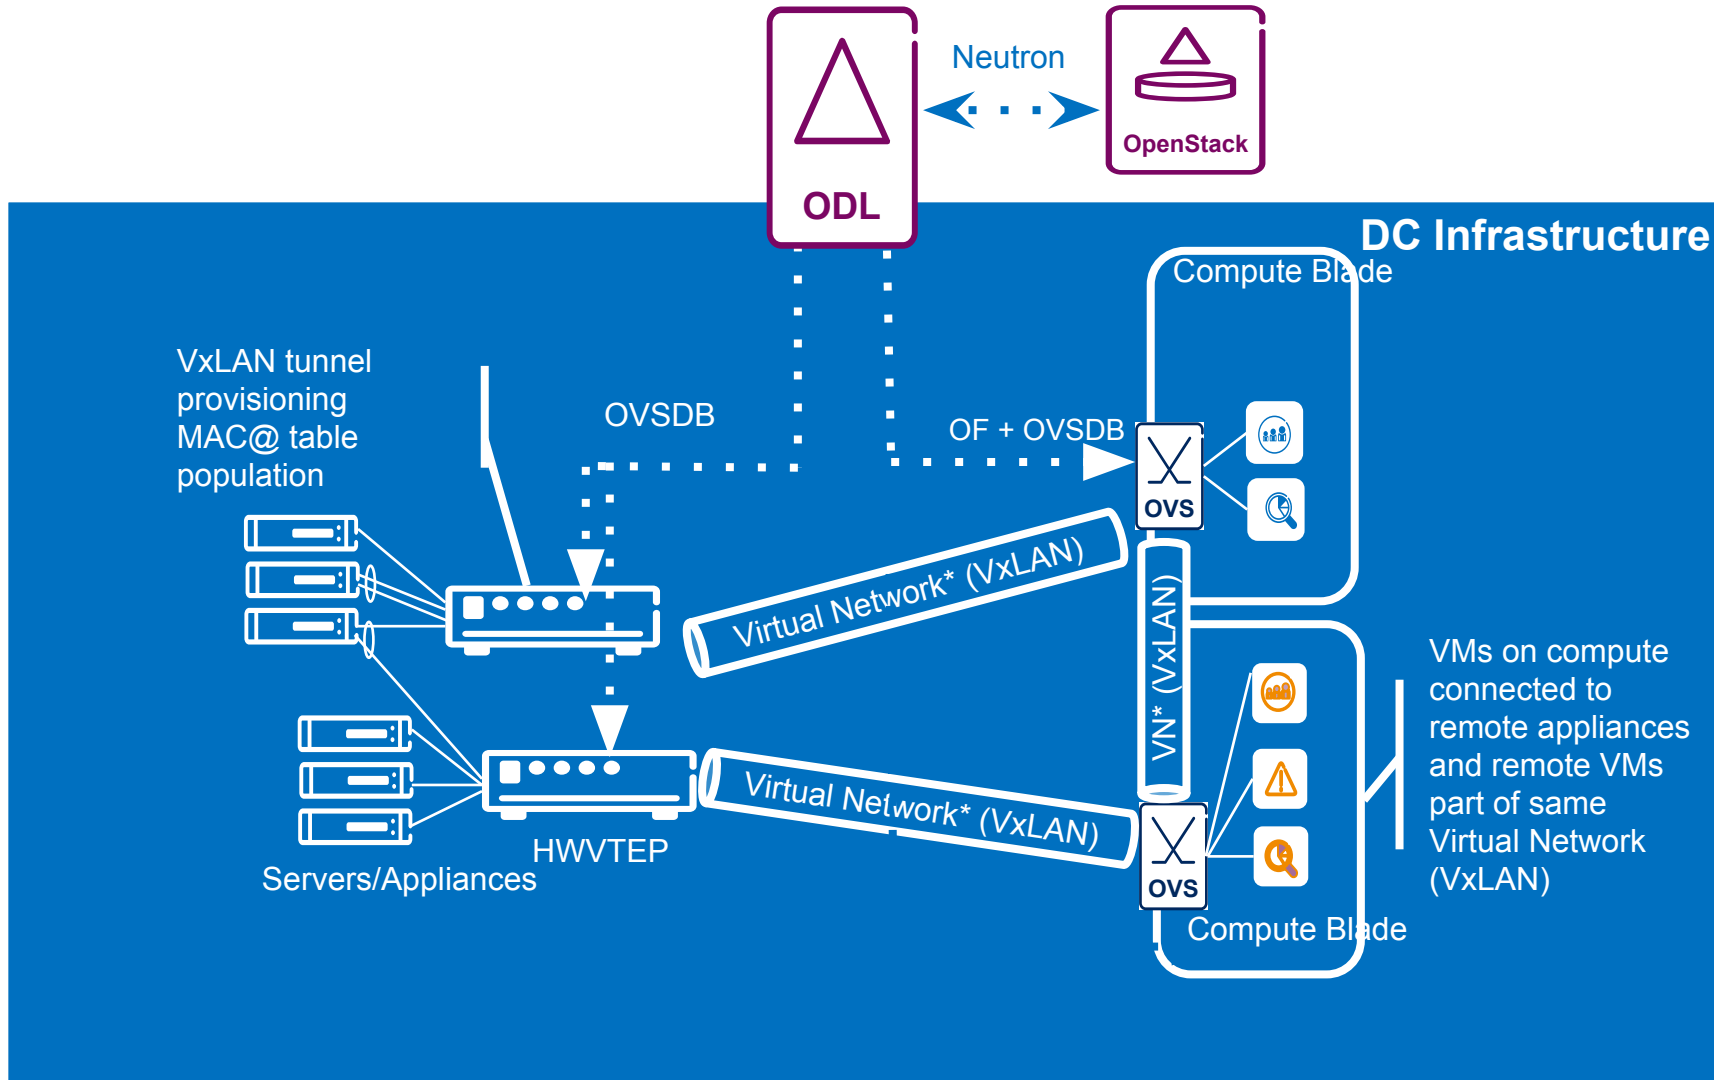 Neutron
OpenStack
ODL
DC Infrastructure
Compute Blade
VxLAN tunnel
provisioning
MAC@ table
population
OVSDB
OF + OVSDB
OVS
Virtual Network* (VxLAN)
VN* (VxLAN)
VMs on compute
connected to
remote appliances
and remote VMs
part of same
Virtual Network
(VxLAN)
Virtual Network* (VxLAN)
HWVTEP
Servers/Appliances
OVS
Compute Blade